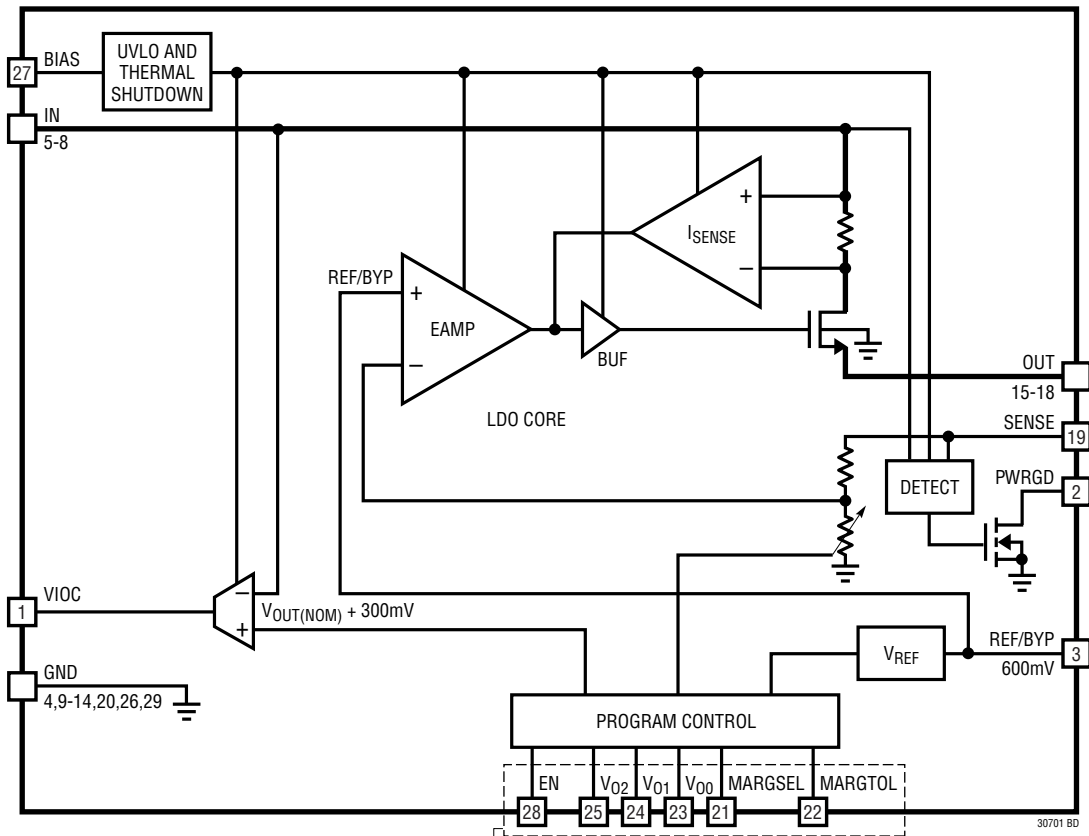 27
BIAS
UVLO AND
THERMAL
SHUTDOWN
IN
5-8
+
ISENSE
–
REF/BYP
+
EAMP
–
BUF
LDO CORE
OUT
15-18
SENSE
19
DETECT
PWRGD
2
1
VIOC
–
+
VOUT(NOM) + 300mV
VREF
REF/BYP
600mV
3
GND
4,9-14,20,26,29
PROGRAM CONTROL
EN
VO2
VO1
VO0
MARGSEL
MARGTOL
28
25
24
23
21
22
30701 BD